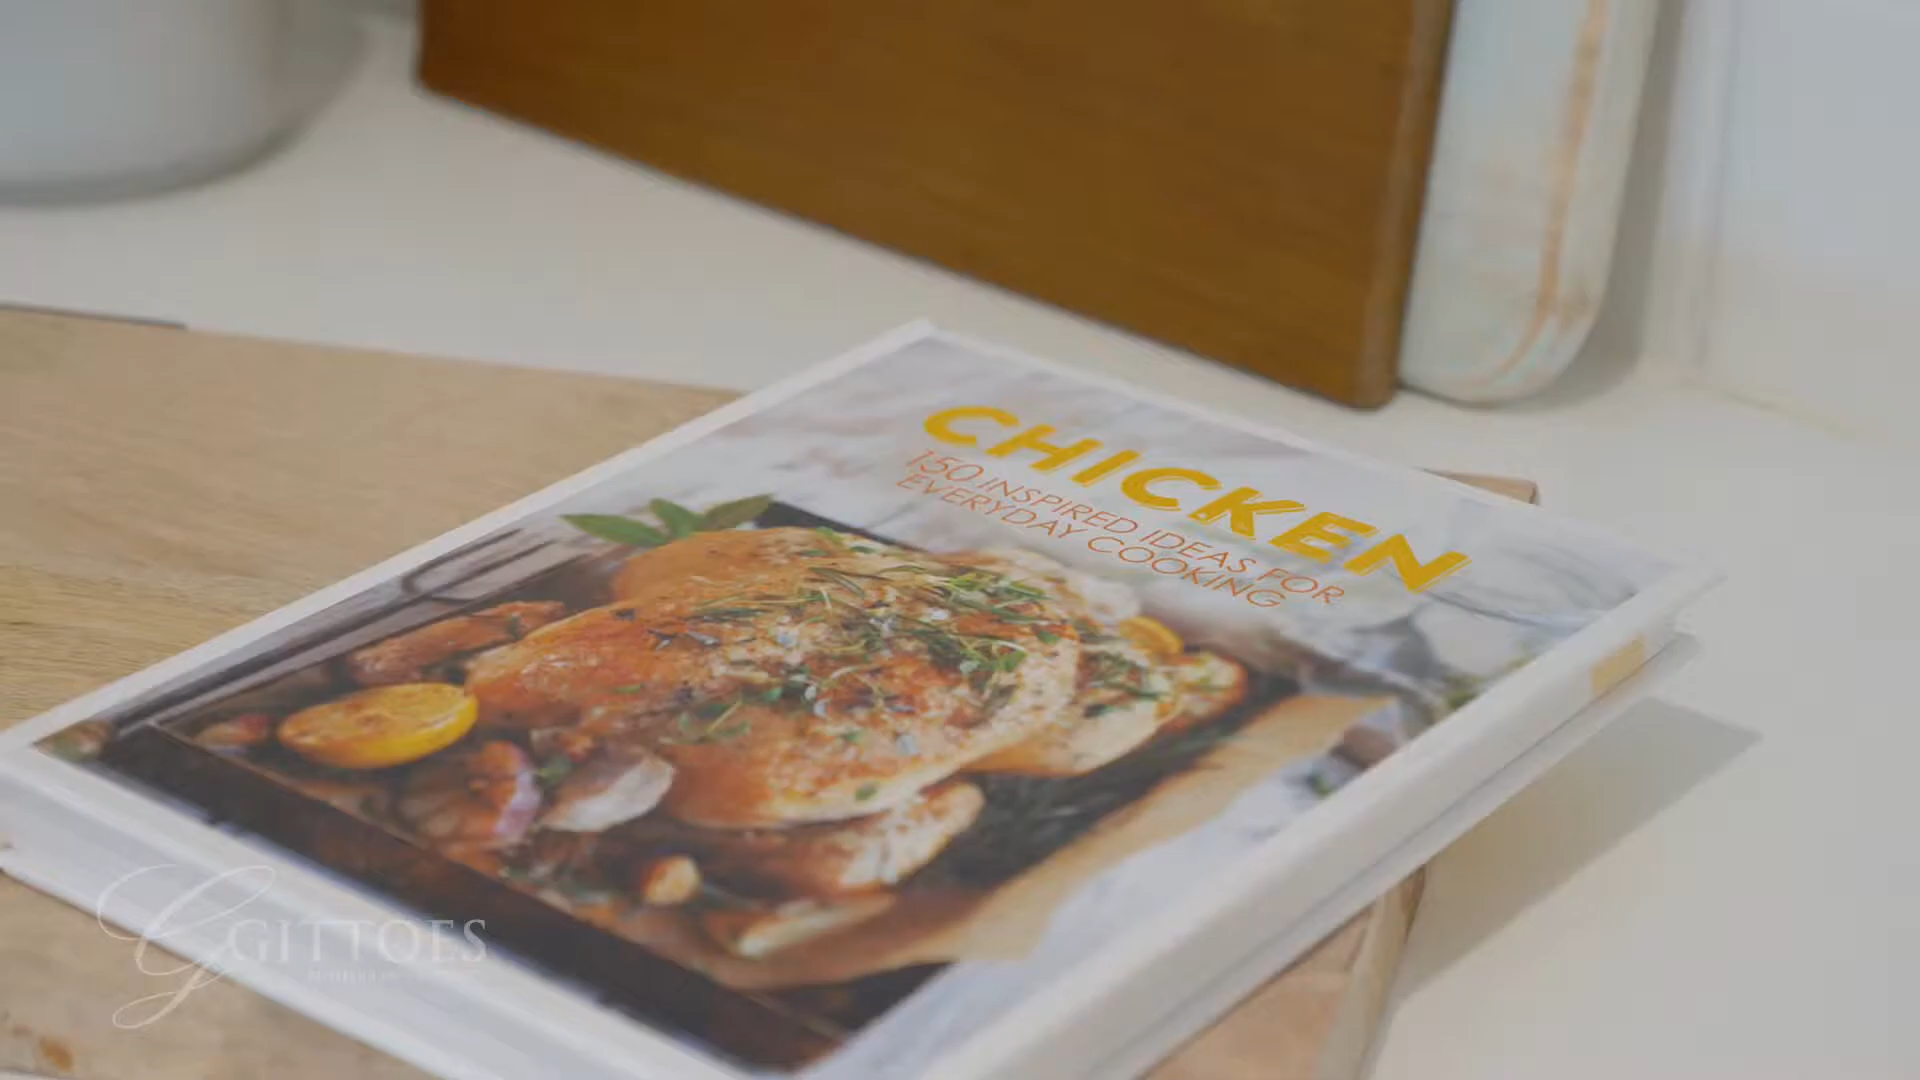 CHICKEN
150 INSPIRED IDEAS FOR
EVERYDAY COOKING
GITTOES